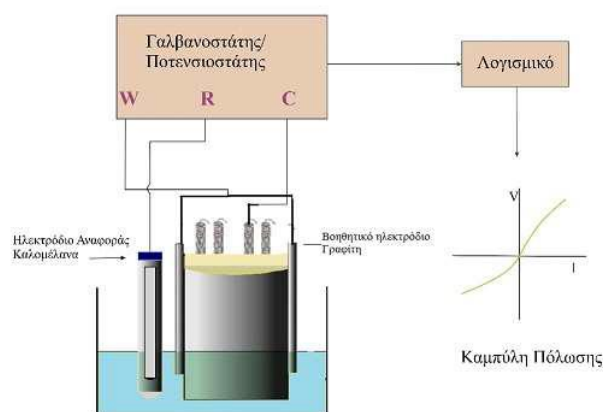 Γαλβανοστάτης/
Ποτενσιοστάτης
W R C
Λογισμικό
Ηλεκτρόδιο Αναφοράς
Καλομέλανα
Βοηθητικό ηλεκτρόδιο
Γραφίτη
V
I
Καμπύλη Πόλωσης